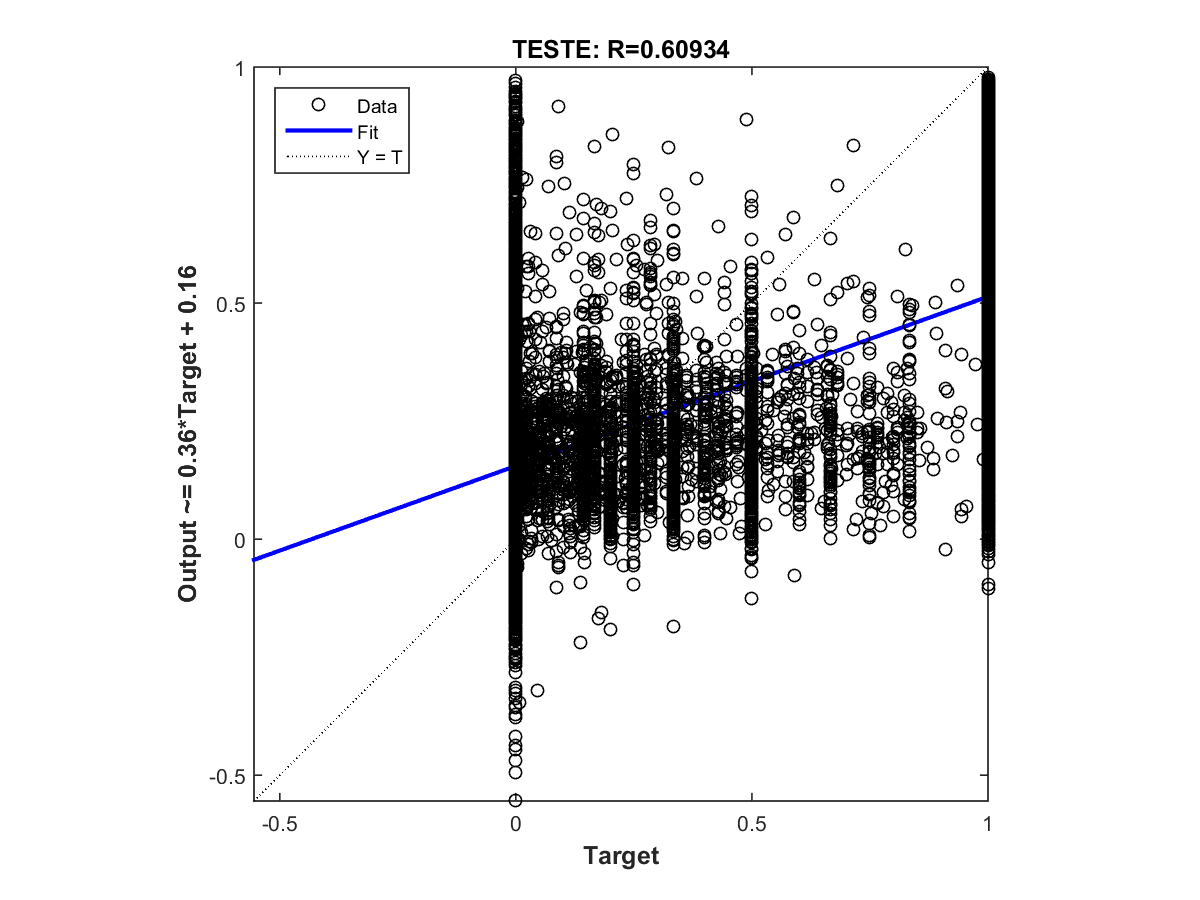 TESTE: R=0.60934
Data
Fit
Y = T
1
0.5
0
-0.5
Output ~= 0.36*Target + 0.16
-0.5
0
0.5
1
Target